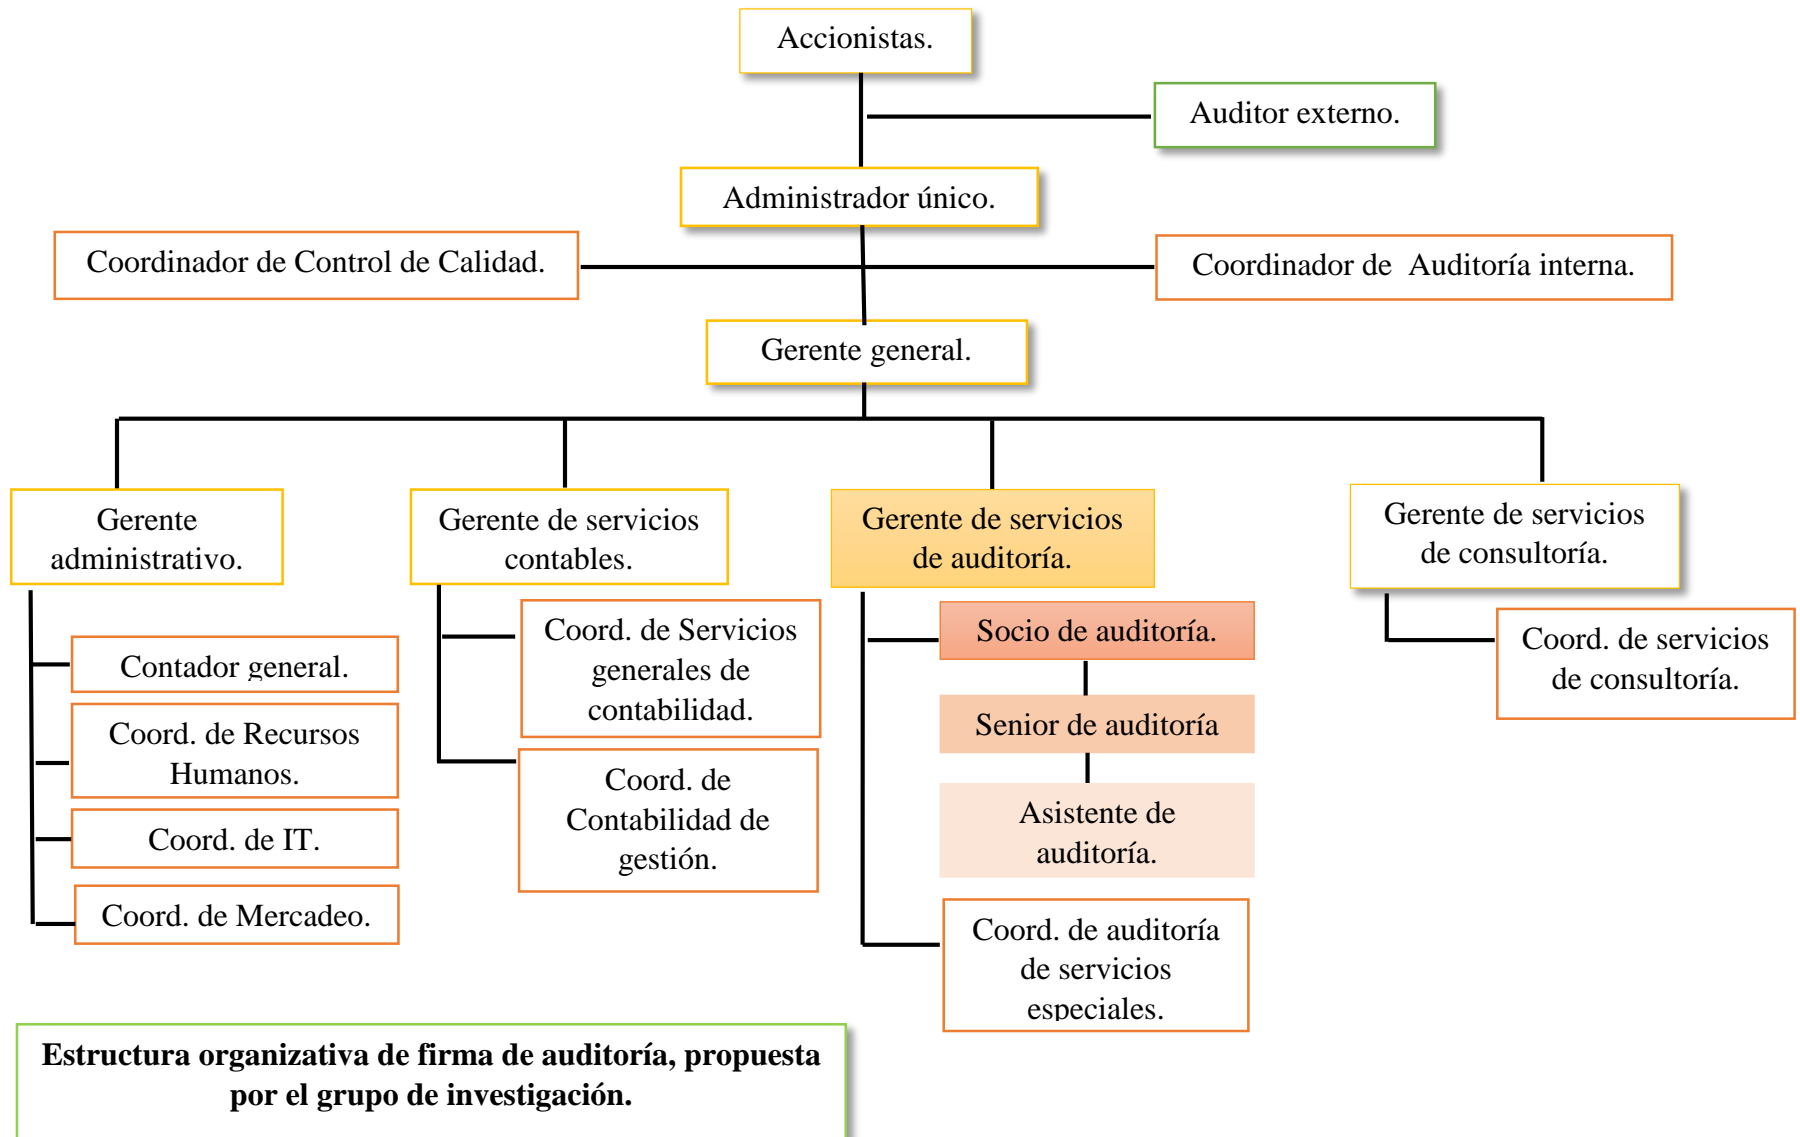 Accionistas.
Auditor externo.
Administrador único.
Coordinador de Control de Calidad.
Coordinador de  Auditoría interna.
Gerente general.
Gerente
administrativo.
Gerente de servicios
contables.
Gerente de servicios
de auditoría.
Gerente de servicios
de consultoría.
Contador general.
Coord. de Recursos
Humanos.
Coord. de IT.
Coord. de Mercadeo.
Coord. de Servicios
generales de
contabilidad.
Coord. de
Contabilidad de
gestión.
Socio de auditoría.
Senior de auditoría
Asistente de
auditoría.
Coord. de auditoría
de servicios
especiales.
Coord. de servicios
de consultoría.
Estructura organizativa de firma de auditoría, propuesta
por el grupo de investigación.